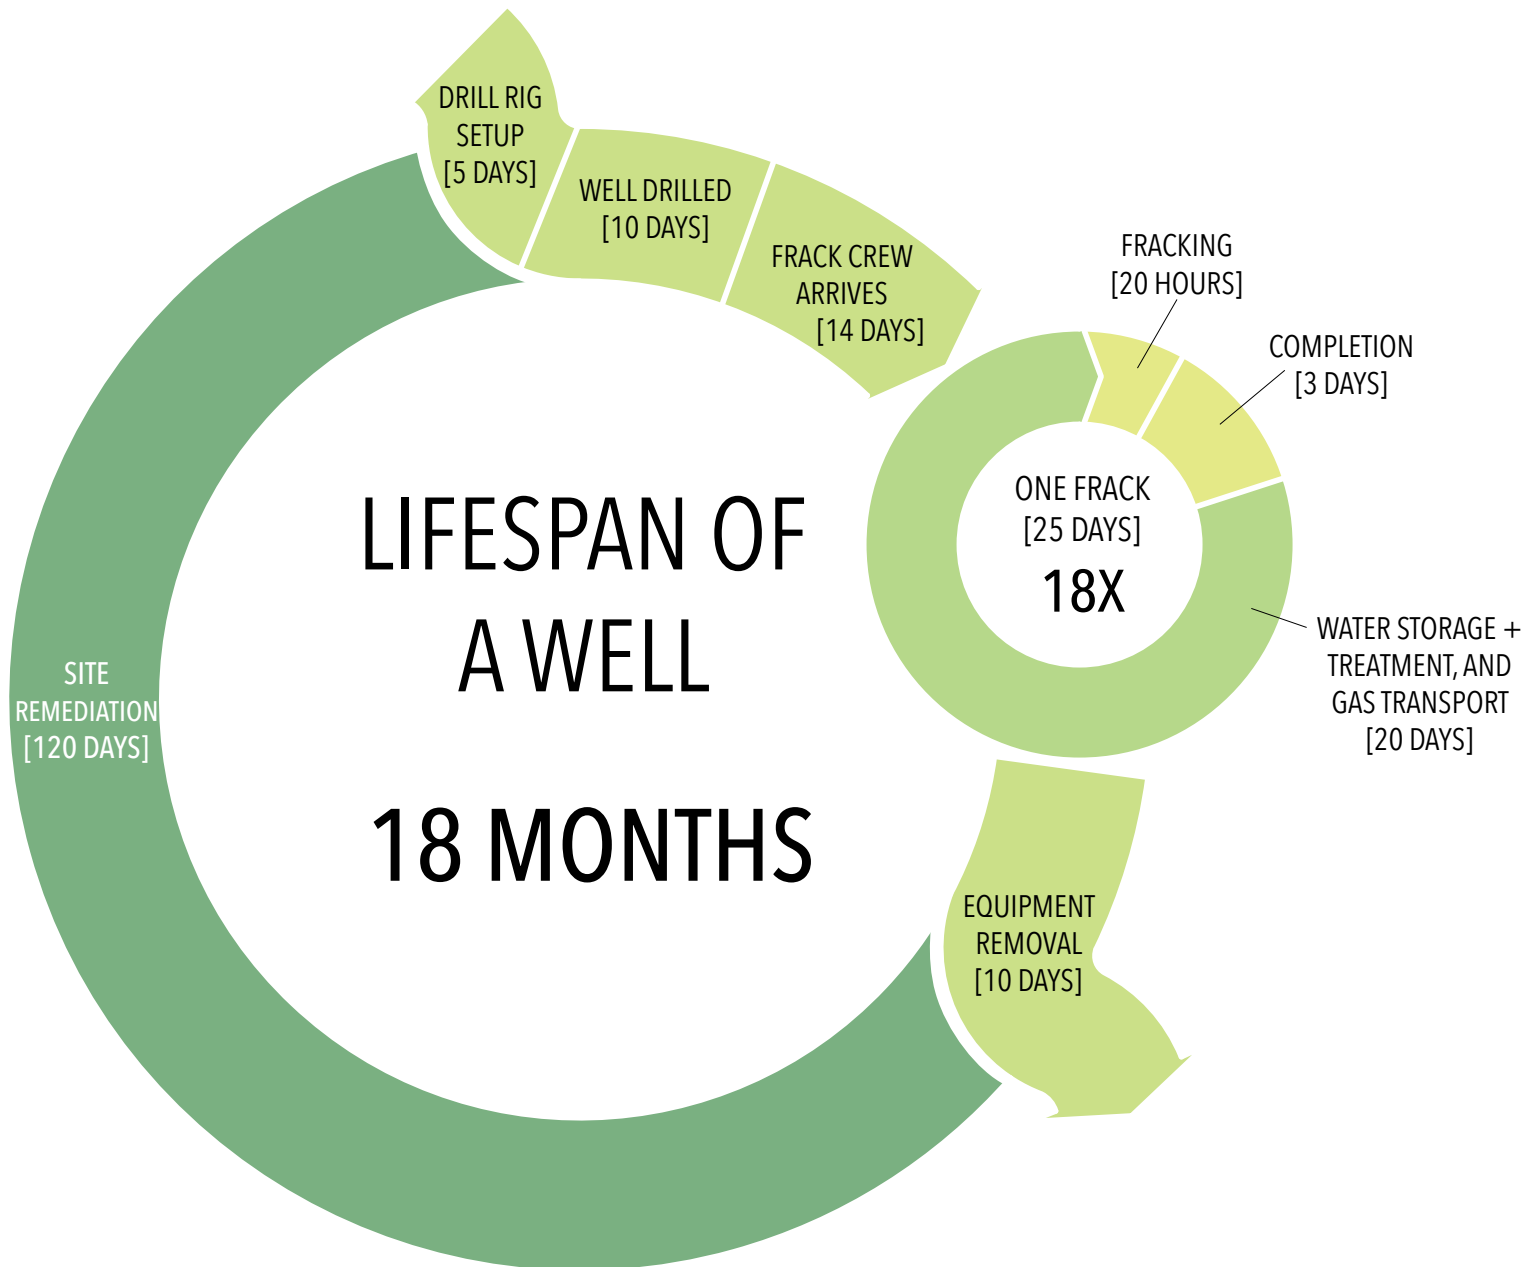 DRILL RIG
SETUP
[5 DAYS]
WELL DRILLED
[10 DAYS]
FRACK CREW
ARRIVES
[14 DAYS]
FRACKING
[20 HOURS]
COMPLETION
[3 DAYS]
ONE FRACK
[25 DAYS]
18X
WATER STORAGE +
TREATMENT, AND
GAS TRANSPORT
[20 DAYS]
EQUIPMENT
REMOVAL
[10 DAYS]
SITE
REMEDIATION
[120 DAYS]
LIFESPAN OF
A WELL
18 MONTHS